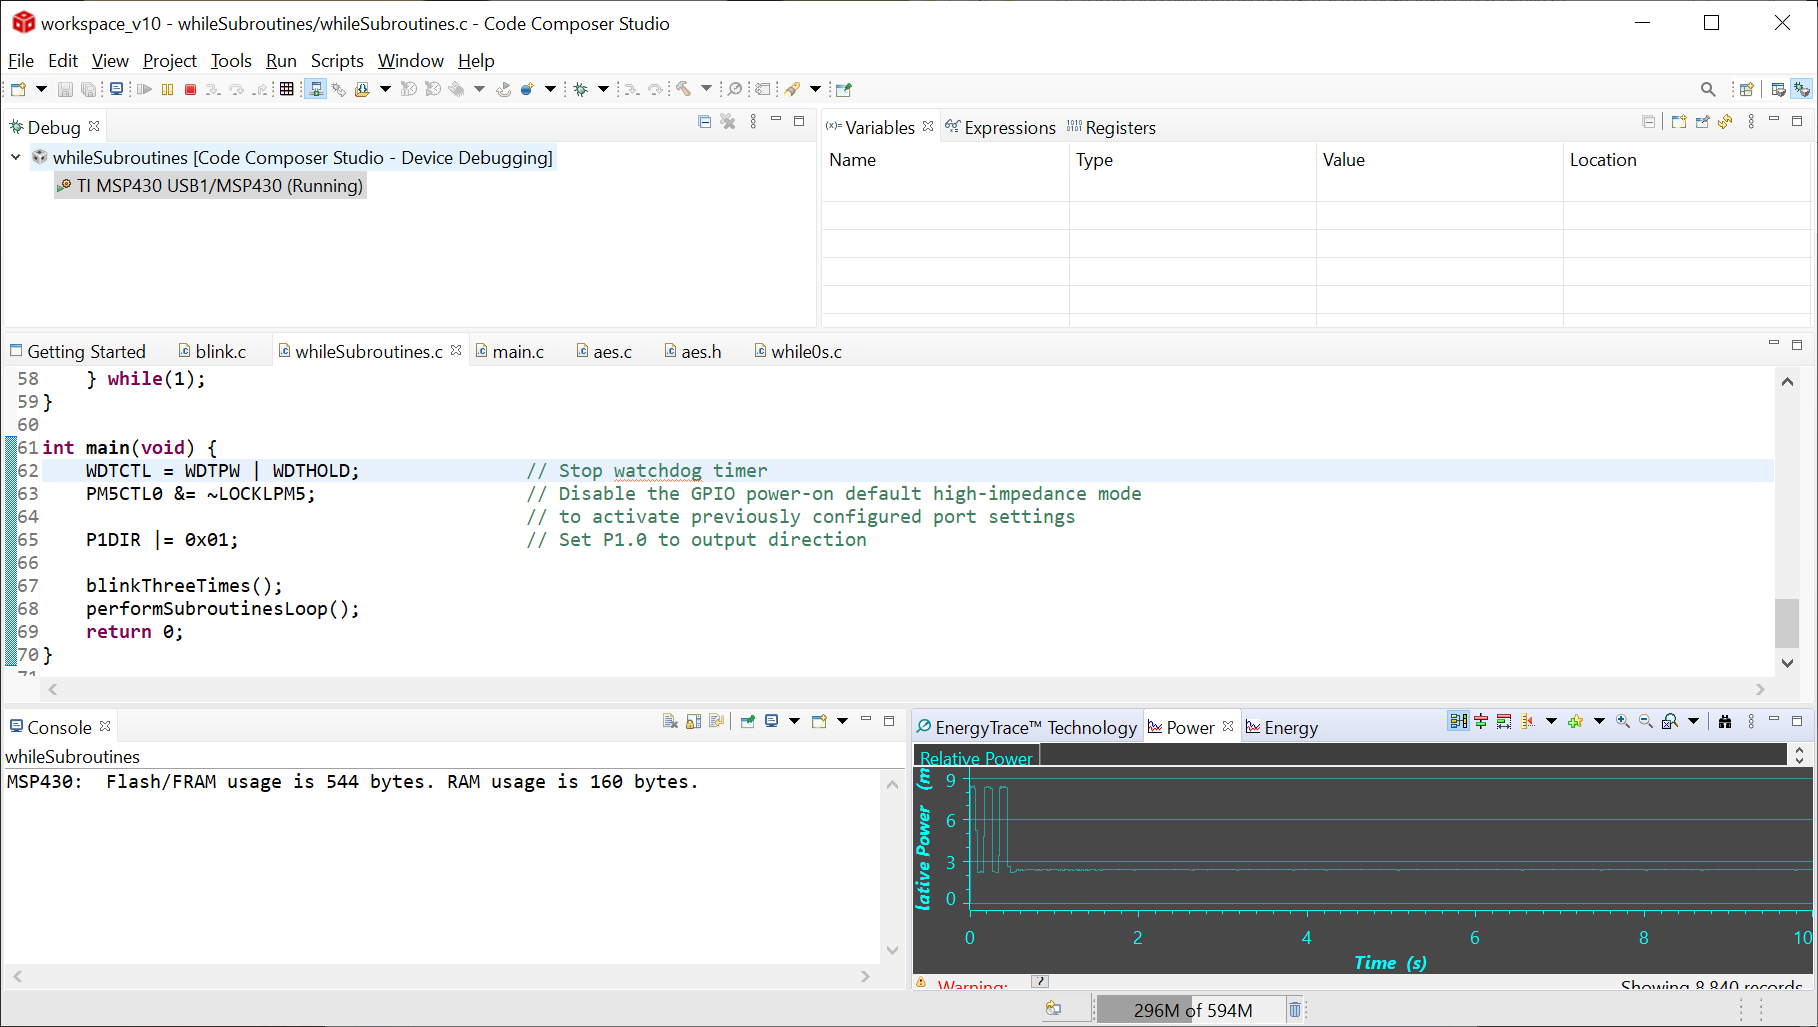 workspace_v10 - whileSubroutines/whileSubroutines.c - Code Composer Studio
File Edit View Project Tools Run Scripts Window Help
Debug
whileSubroutines [Code Composer Studio - Device Debugging]
TI MSP430 USB1/MSP430 (Running)
(x)= Variables Expressions 1010 0101 Registers
Name Type Value Location
Getting Started blink.c whileSubroutines.c main.c aes.c aes.h while0s.c
58 } while(1);
59 }
60
61 int main(void) {
62 WDTCTL = WDTPW | WDTHOLD; // Stop watchdog timer
63 PM5CTL0 &= ~LOCKLPM5; // Disable the GPIO power-on default high-impedance mode
64 // to activate previously configured port settings
65 P1DIR |= 0x01; // Set P1.0 to output direction
66
67 blinkThreeTimes();
68 performSubroutinesLoop();
69 return 0;
70 }
71
Console
whileSubroutines
MSP430: Flash/FRAM usage is 544 bytes. RAM usage is 160 bytes.
EnergyTrace™ Technology Power Energy
Relative Power
lative Power (m
9
6
3
0
0 2 4 6 8 10
Time (s)
Warning: ? Showing 8,840 records
296M of 594M